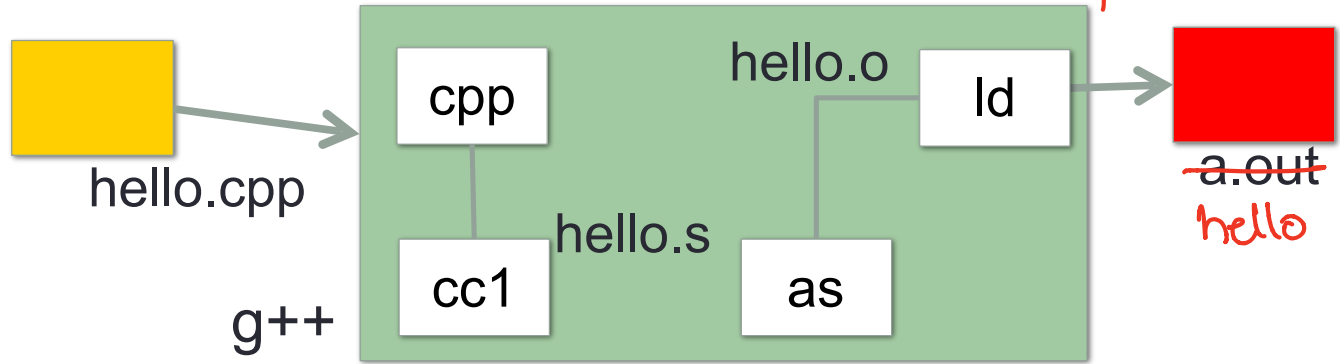 hello.cpp
g++
cpp
cc1
hello.s
as
hello.o
ld
a.out
hello